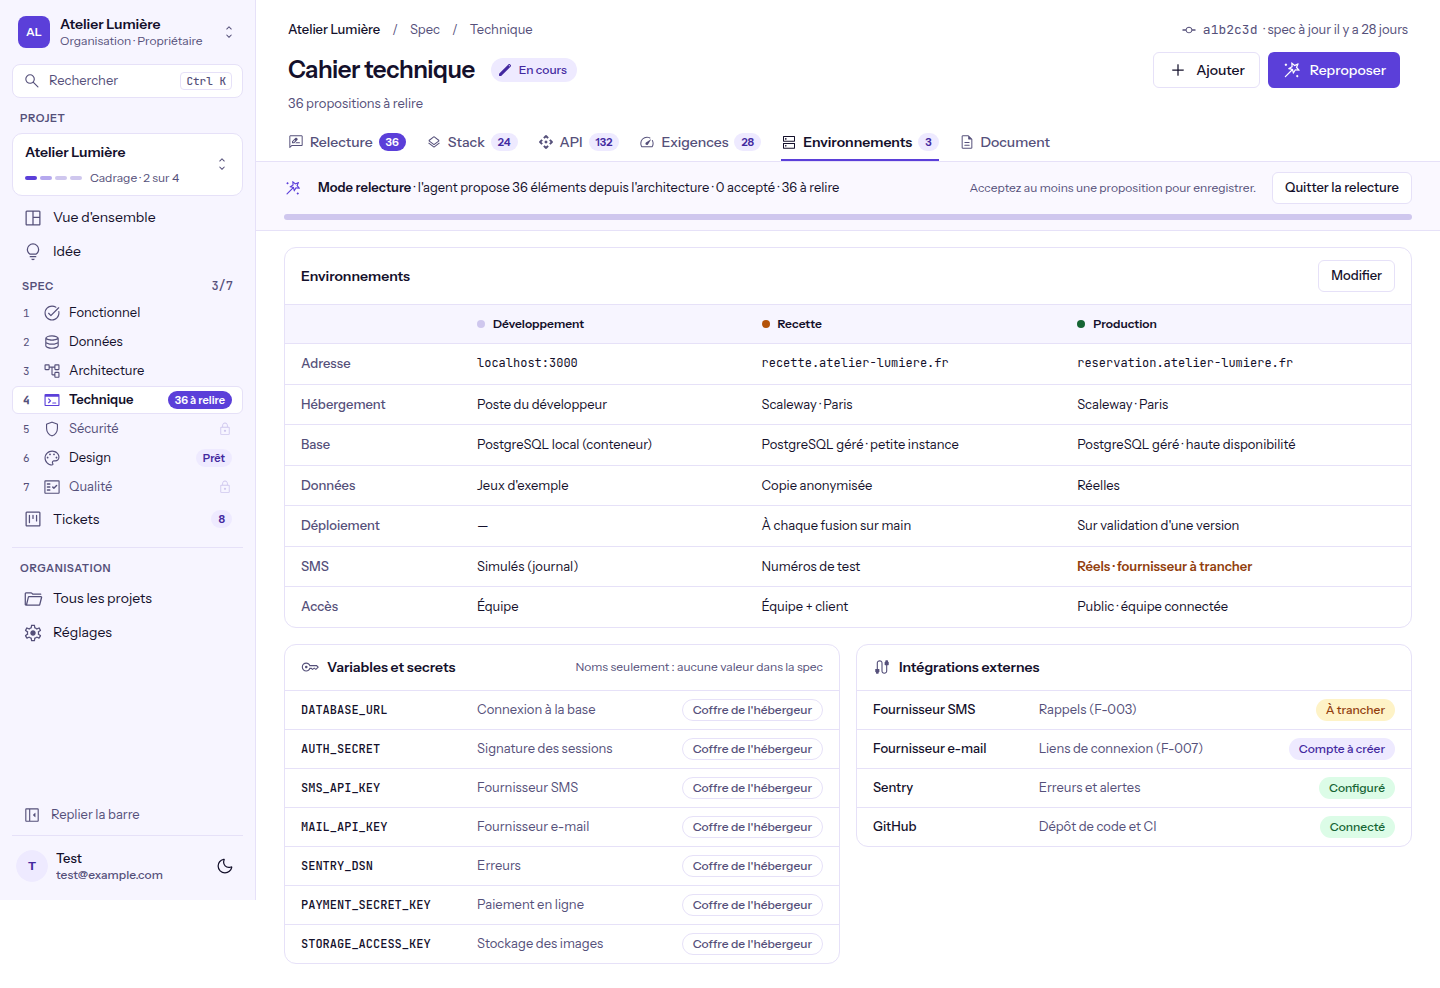 AL
Atelier Lumière
Organisation · Propriétaire
Rechercher
Ctrl K
PROJET
Atelier Lumière
Cadrage · 2 sur 4
Vue d'ensemble
Idée
SPEC
3/7
1 Fonctionnel
2 Données
3 Architecture
4 Technique 36 à relire
5 Sécurité
6 Design Prêt
7 Qualité
Tickets 8
ORGANISATION
Tous les projets
Réglages
Replier la barre
T
Test
test@example.com
Atelier Lumière / Spec / Technique
a1b2c3d · spec à jour il y a 28 jours
Cahier technique
En cours
Ajouter
Reproposer
36 propositions à relire
Relecture 36
Stack 24
API 132
Exigences 28
Environnements 3
Document
Mode relecture · l'agent propose 36 éléments depuis l'architecture · 0 accepté · 36 à relire
Acceptez au moins une proposition pour enregistrer.
Quitter la relecture
Environnements
Modifier
Développement Recette Production
Adresse localhost:3000 recette.atelier-lumiere.fr reservation.atelier-lumiere.fr
Hébergement Poste du développeur Scaleway · Paris Scaleway · Paris
Base PostgreSQL local (conteneur) PostgreSQL géré · petite instance PostgreSQL géré · haute disponibilité
Données Jeux d'exemple Copie anonymisée Réelles
Déploiement — À chaque fusion sur main Sur validation d'une version
SMS Simulés (journal) Numéros de test Réels · fournisseur à trancher
Accès Équipe Équipe + client Public · équipe connectée
Variables et secrets
Noms seulement : aucune valeur dans la spec
DATABASE_URL Connexion à la base Coffre de l'hébergeur
AUTH_SECRET Signature des sessions Coffre de l'hébergeur
SMS_API_KEY Fournisseur SMS Coffre de l'hébergeur
MAIL_API_KEY Fournisseur e-mail Coffre de l'hébergeur
SENTRY_DSN Erreurs Coffre de l'hébergeur
PAYMENT_SECRET_KEY Paiement en ligne Coffre de l'hébergeur
STORAGE_ACCESS_KEY Stockage des images Coffre de l'hébergeur
Intégrations externes
Fournisseur SMS Rappels (F-003) À trancher
Fournisseur e-mail Liens de connexion (F-007) Compte à créer
Sentry Erreurs et alertes Configuré
GitHub Dépôt de code et CI Connecté